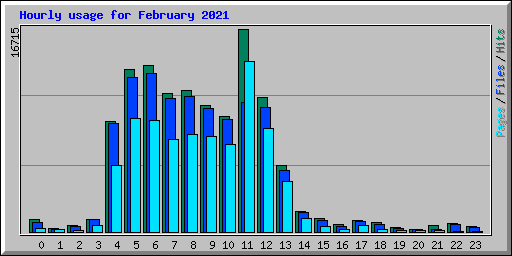 Hourly usage for February 2021
16715
Pages / Files / Hits
0 1 2 3 4 5 6 7 8 9 10 11 12 13 14 15 16 17 18 19 20 21 22 23